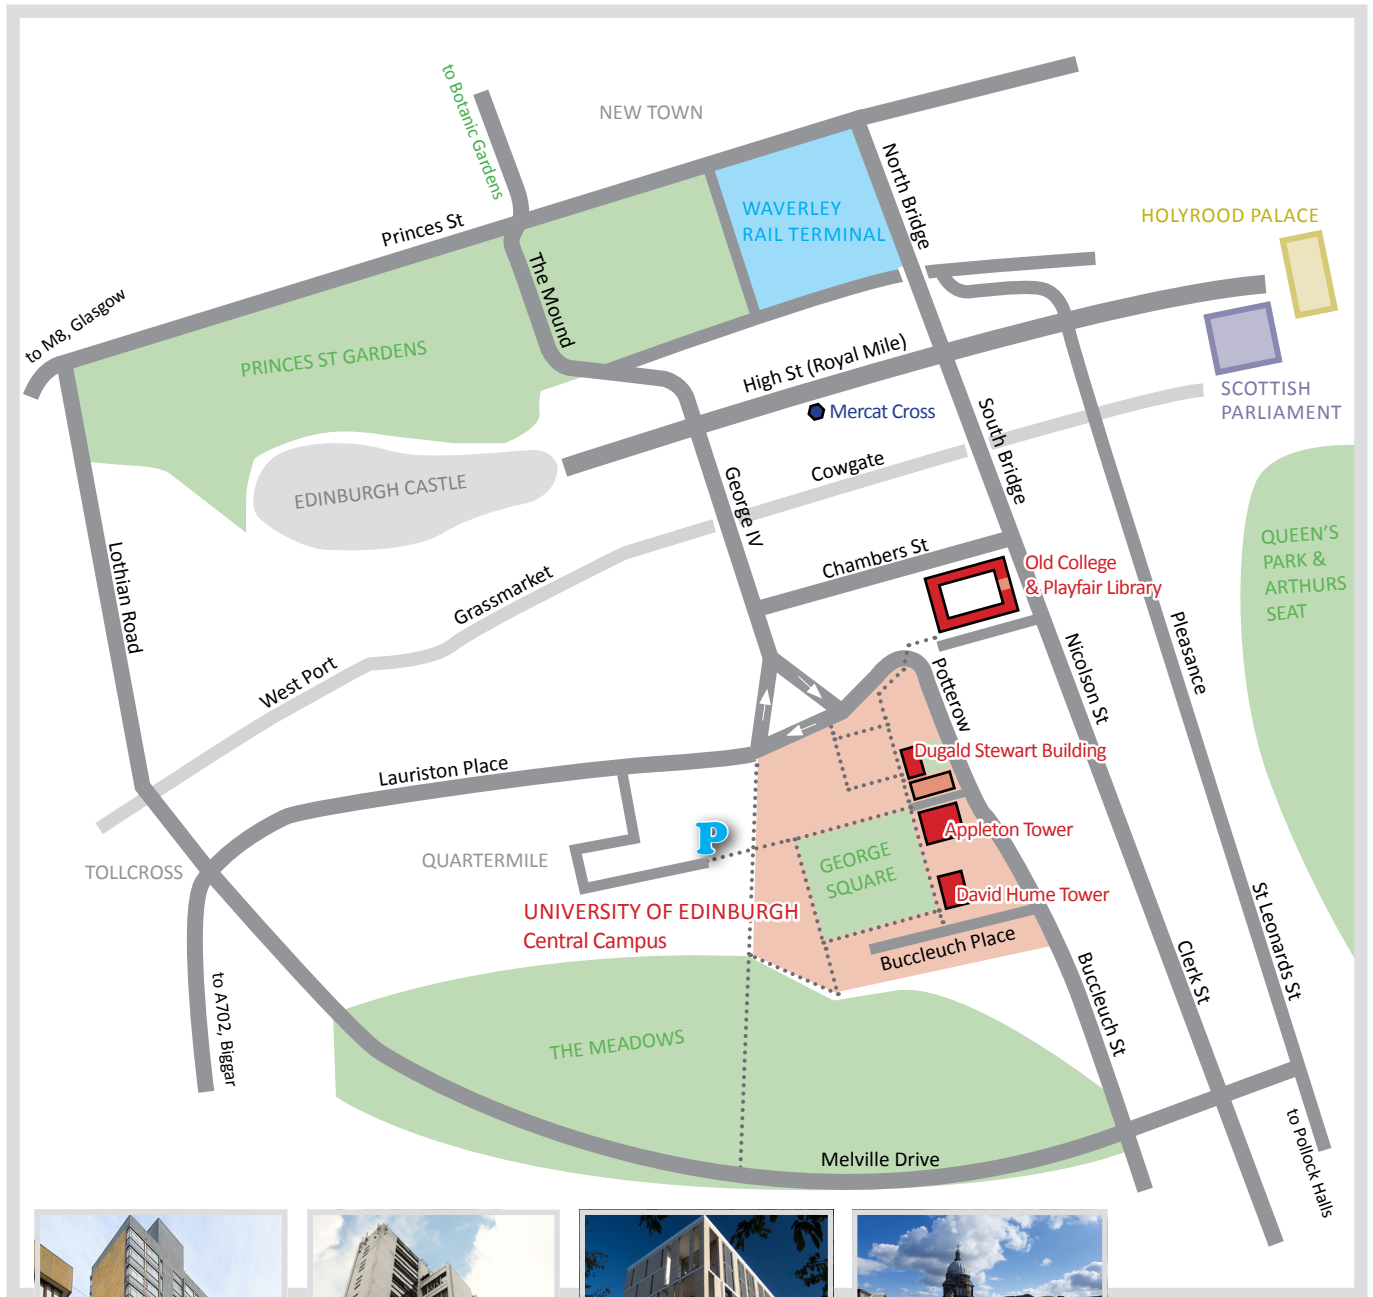 to Botanic Gardens
NEW TOWN
North Bridge
WAVERLEY
RAIL TERMINAL
HOLYROOD PALACE
Princes St
The Mound
to M8, Glasgow
PRINCES ST GARDENS
High St (Royal Mile)
Mercat Cross
SCOTTISH
PARLIAMENT
South Bridge
Cowgate
EDINBURGH CASTLE
George IV
QUEEN'S
PARK &
ARTHURS
SEAT
Chambers St
Old College
& Playfair Library
Lothian Road
Grassmarket
West Port
Potterow
Nicolson St
Pleasance
Dugald Stewart Building
Lauriston Place
P
Appleton Tower
QUARTERMILE
TOLLCROSS
GEORGE
SQUARE
David Hume Tower
UNIVERSITY OF EDINBURGH
Central Campus
Buccleuch Place
St Leonards St
Clerk St
Buccleuch St
to A702, Biggar
THE MEADOWS
Melville Drive
to Pollock Halls